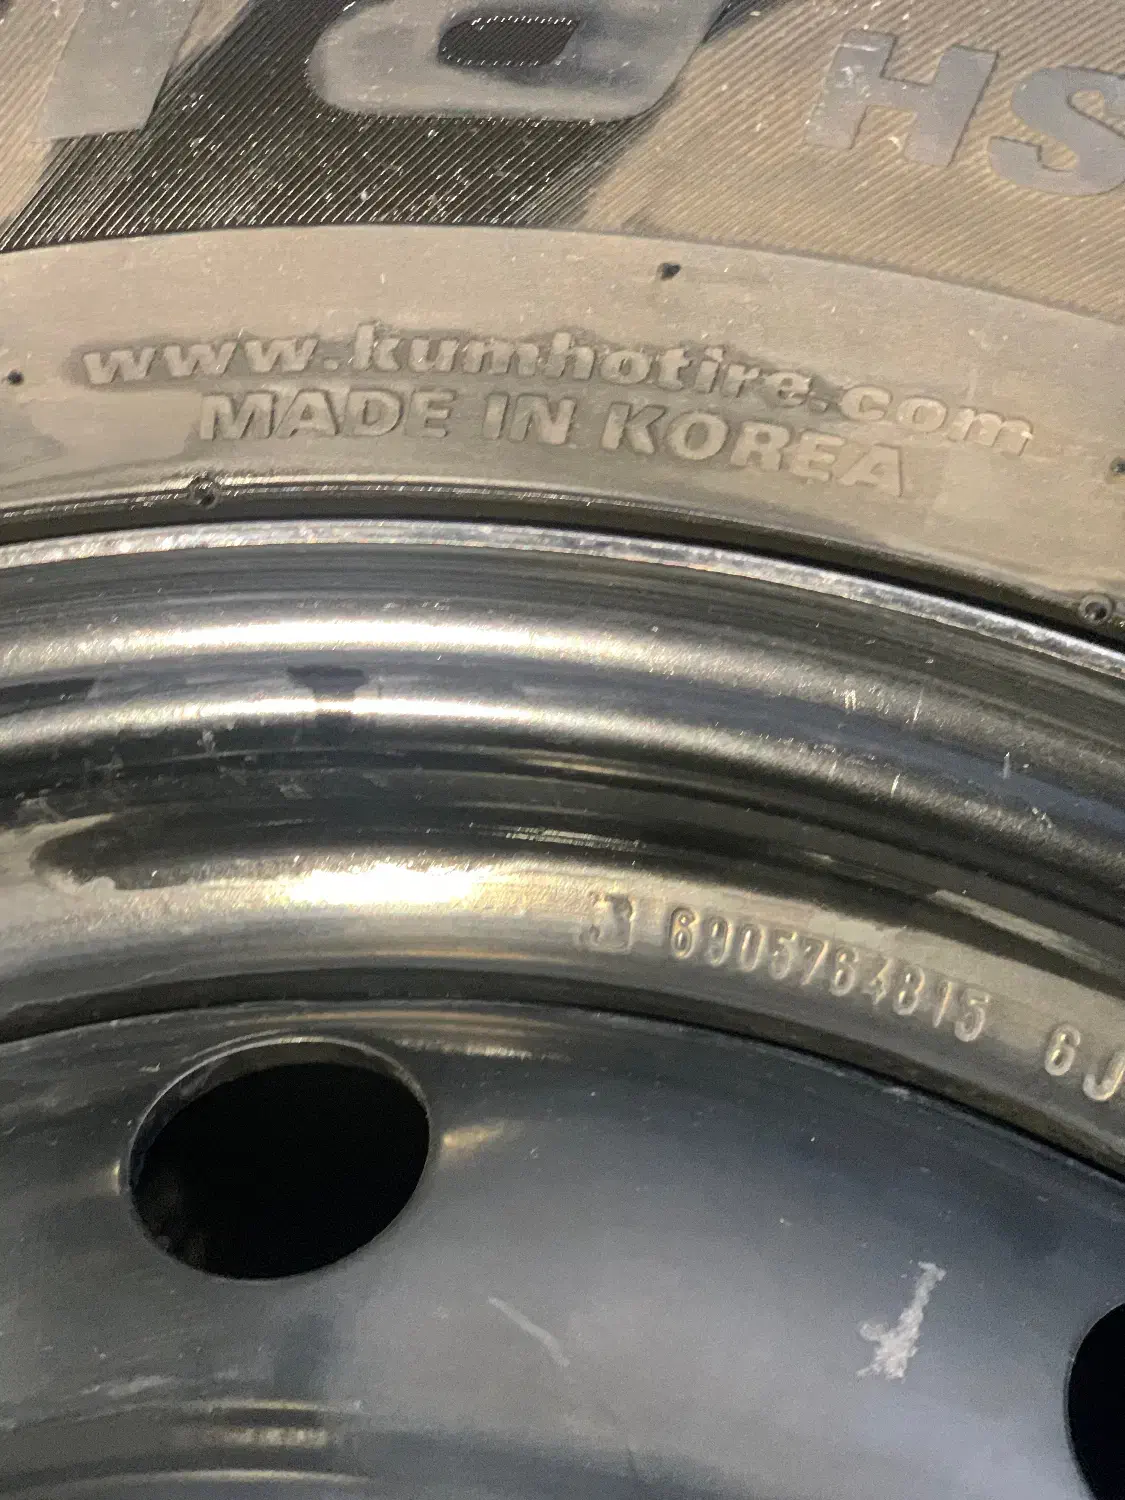 HS
www.kumhotire.com
MADE IN KOREA
6905764815 6J